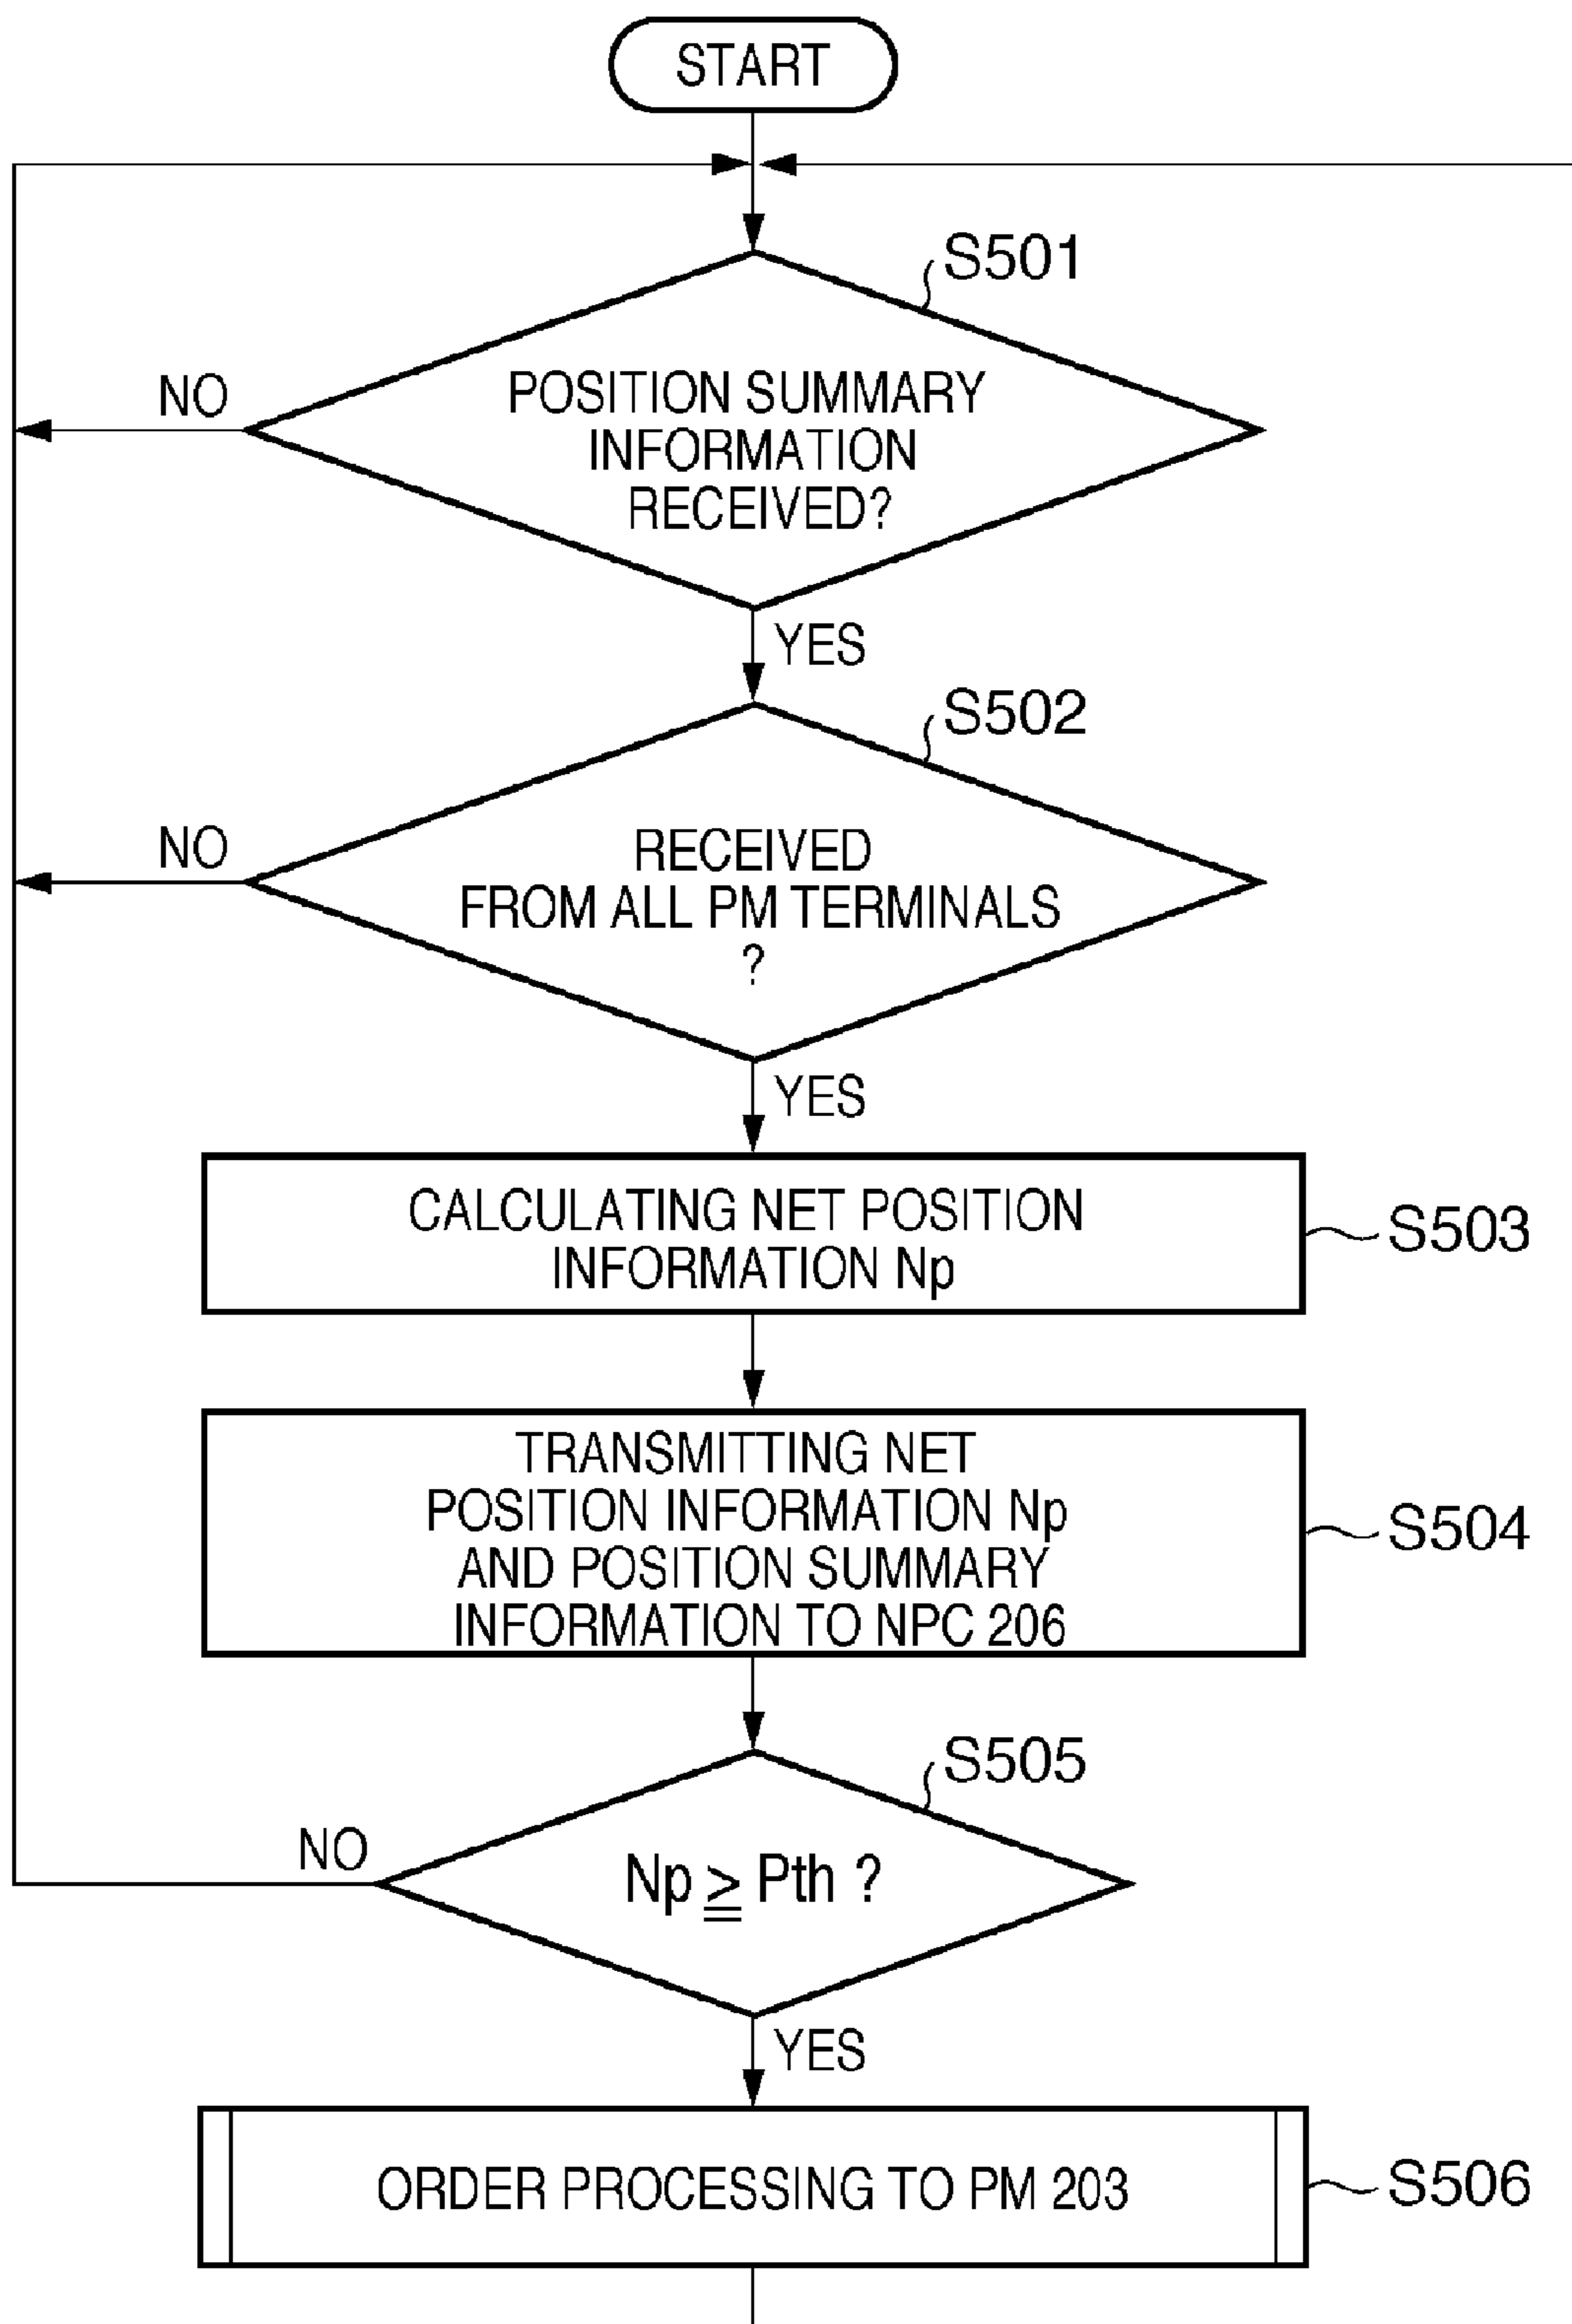 START
S501
NO
POSITION SUMMARY
INFORMATION
RECEIVED?
YES
S502
NO
RECEIVED
FROM ALL PM TERMINALS
?
YES
CALCULATING NET POSITION
INFORMATION Np
S503
TRANSMITTING NET
POSITION INFORMATION Np
AND POSITION SUMMARY
INFORMATION TO NPC 206
S504
S505
NO
Np ≧ Pth ?
YES
ORDER PROCESSING TO PM 203
S506